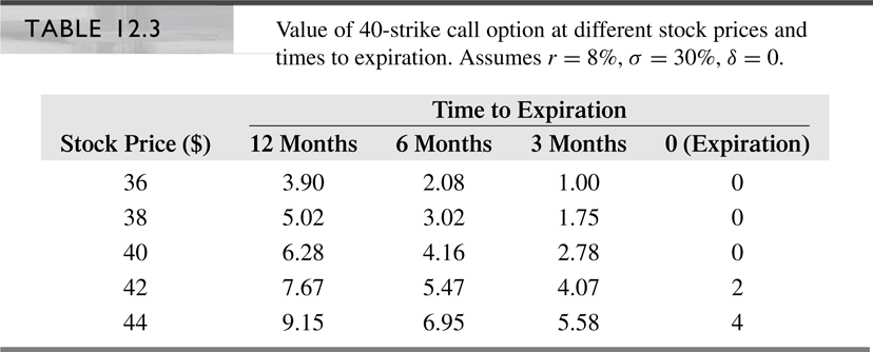 TABLE 12.3
Value of 40-strike call option at different stock prices and
times to expiration. Assumes r = 8%, σ = 30%, δ = 0.
Time to Expiration
Stock Price ($) 12 Months 6 Months 3 Months 0 (Expiration)
36 3.90 2.08 1.00 0
38 5.02 3.02 1.75 0
40 6.28 4.16 2.78 0
42 7.67 5.47 4.07 2
44 9.15 6.95 5.58 4